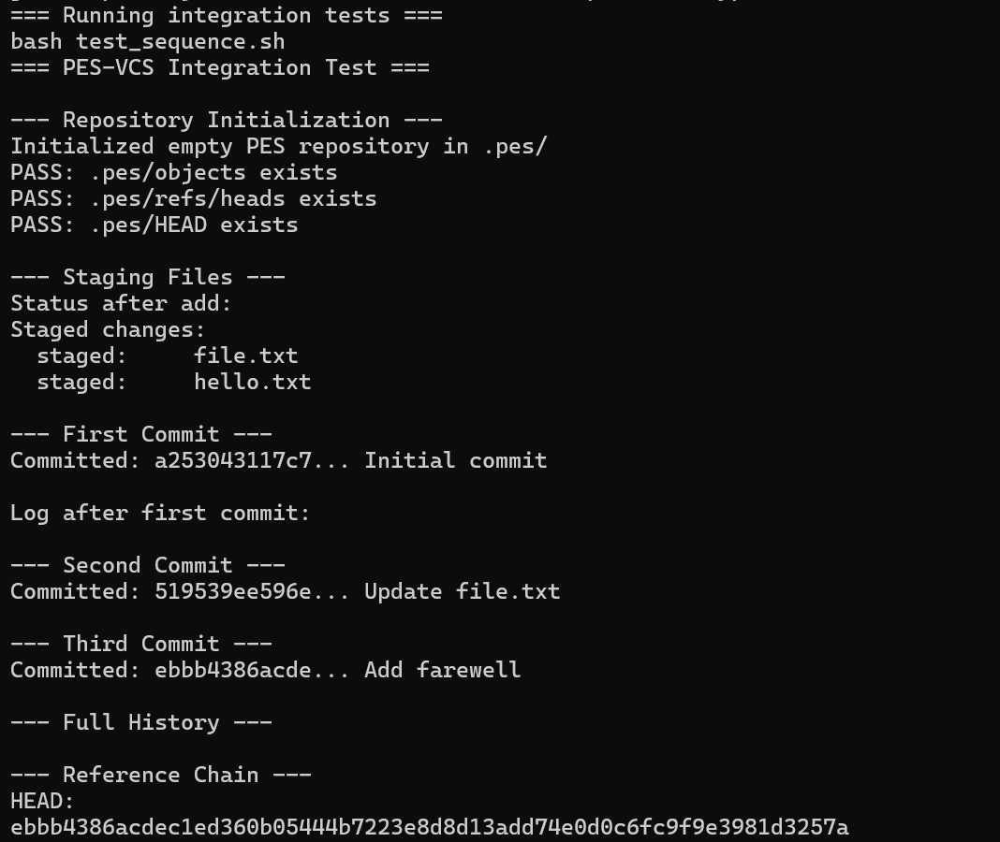 === Running integration tests ===
bash test_sequence.sh
=== PES-VCS Integration Test ===
--- Repository Initialization ---
Initialized empty PES repository in .pes/
PASS: .pes/objects exists
PASS: .pes/refs/heads exists
PASS: .pes/HEAD exists
--- Staging Files ---
Status after add:
Staged changes:
  staged:     file.txt
  staged:     hello.txt
--- First Commit ---
Committed: a253043117c7... Initial commit
Log after first commit:
--- Second Commit ---
Committed: 519539ee596e... Update file.txt
--- Third Commit ---
Committed: ebbb4386acde... Add farewell
--- Full History ---
--- Reference Chain ---
HEAD:
ebbb4386acdec1ed360b05444b7223e8d8d13add74e0d0c6fc9f9e3981d3257a